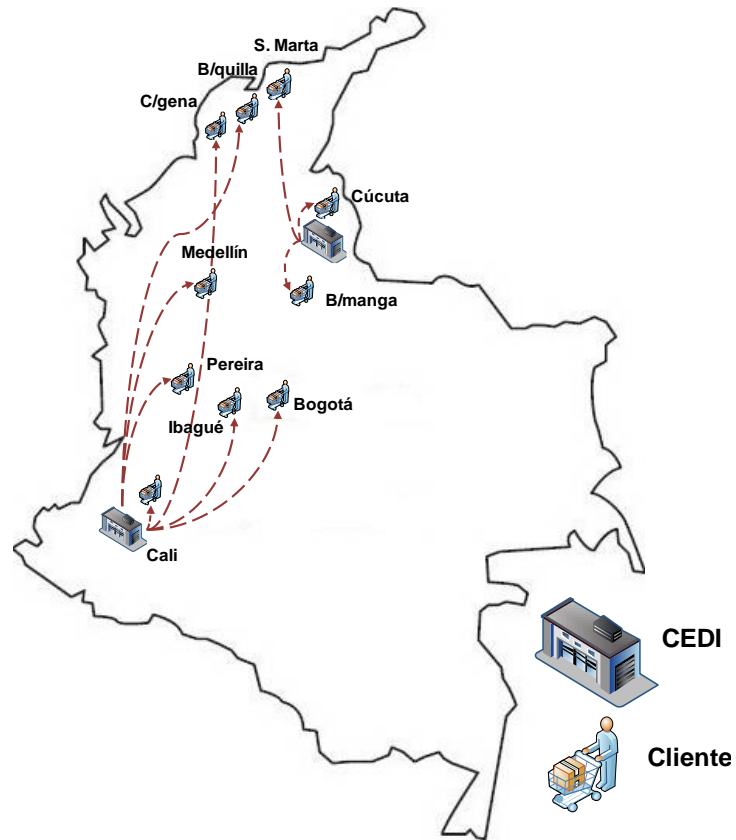 S. Marta
B/quilla
C/gena
Cúcuta
Medellín
B/manga
Pereira
Bogotá
Ibagué
Cali
CEDI
Cliente